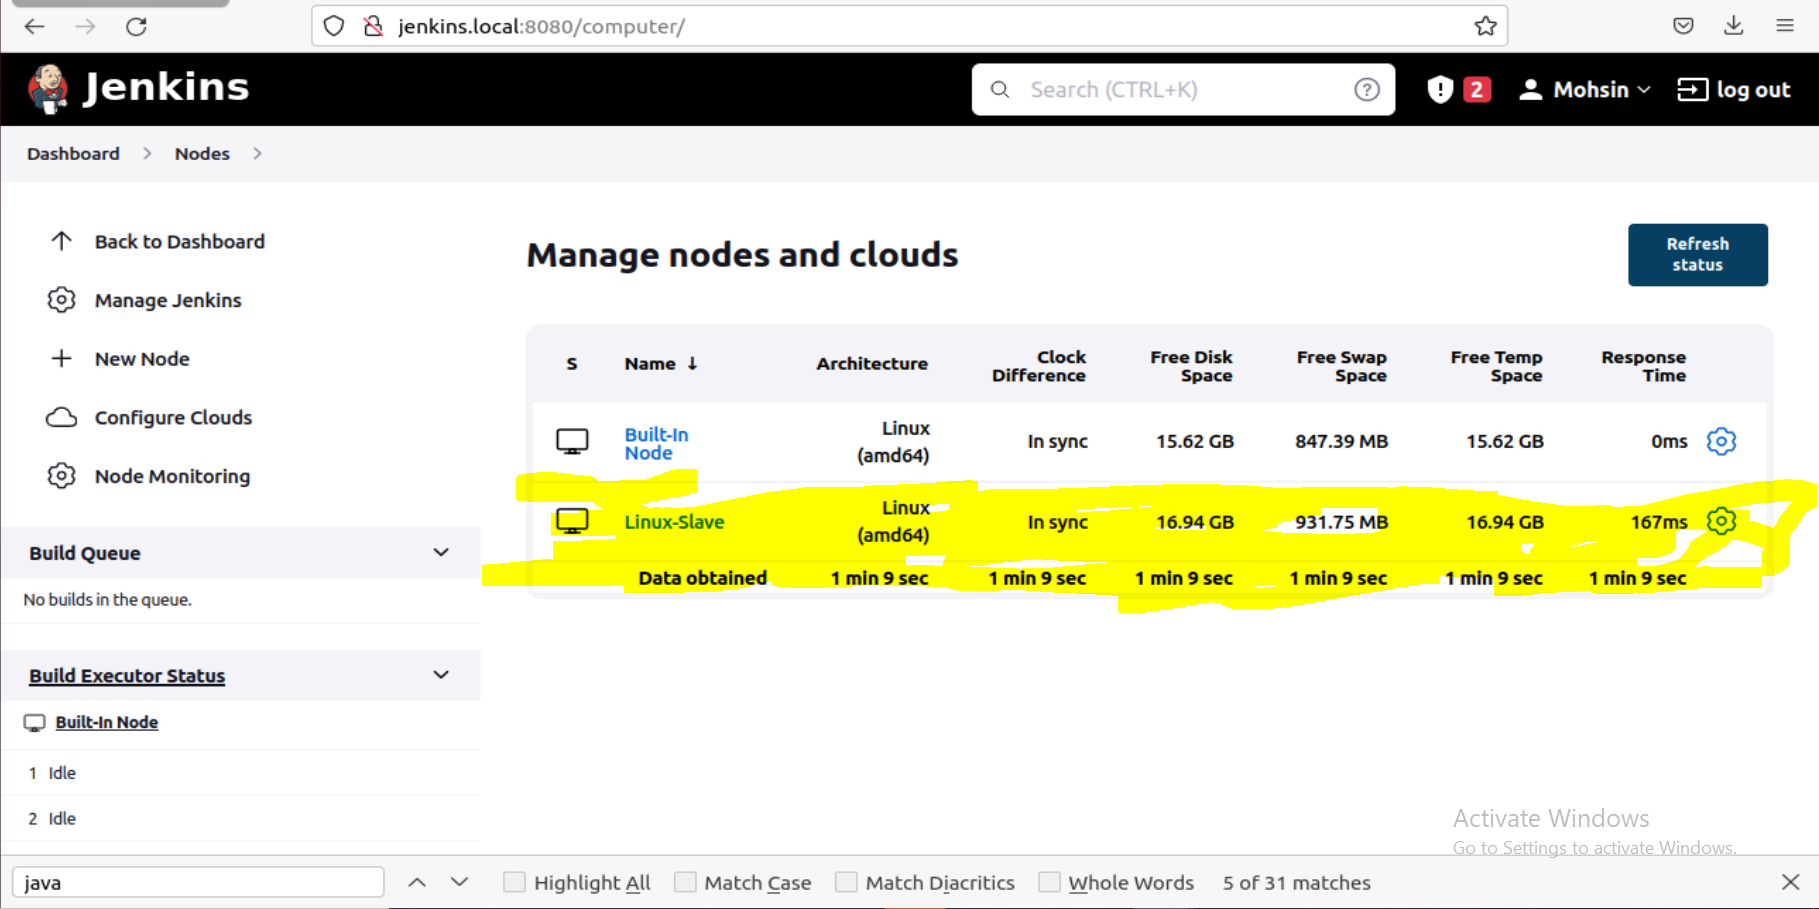 jenkins.local:8080/computer/
Jenkins
Search (CTRL+K)
2
Mohsin
log out
Dashboard
Nodes
Back to Dashboard
Manage Jenkins
New Node
Configure Clouds
Node Monitoring
Build Queue
No builds in the queue.
Build Executor Status
Built-In Node
1 Idle
2 Idle
Manage nodes and clouds
Refresh
status
S Name ↓ Architecture Clock Difference Free Disk Space Free Swap Space Free Temp Space Response Time
Built-In Node Linux (amd64) In sync 15.62 GB 847.39 MB 15.62 GB 0ms
Linux-Slave Linux (amd64) In sync 16.94 GB 931.75 MB 16.94 GB 167ms
Data obtained 1 min 9 sec 1 min 9 sec 1 min 9 sec 1 min 9 sec 1 min 9 sec 1 min 9 sec
Activate Windows
Go to Settings to activate Windows.
java Highlight All Match Case Match Diacritics Whole Words 5 of 31 matches